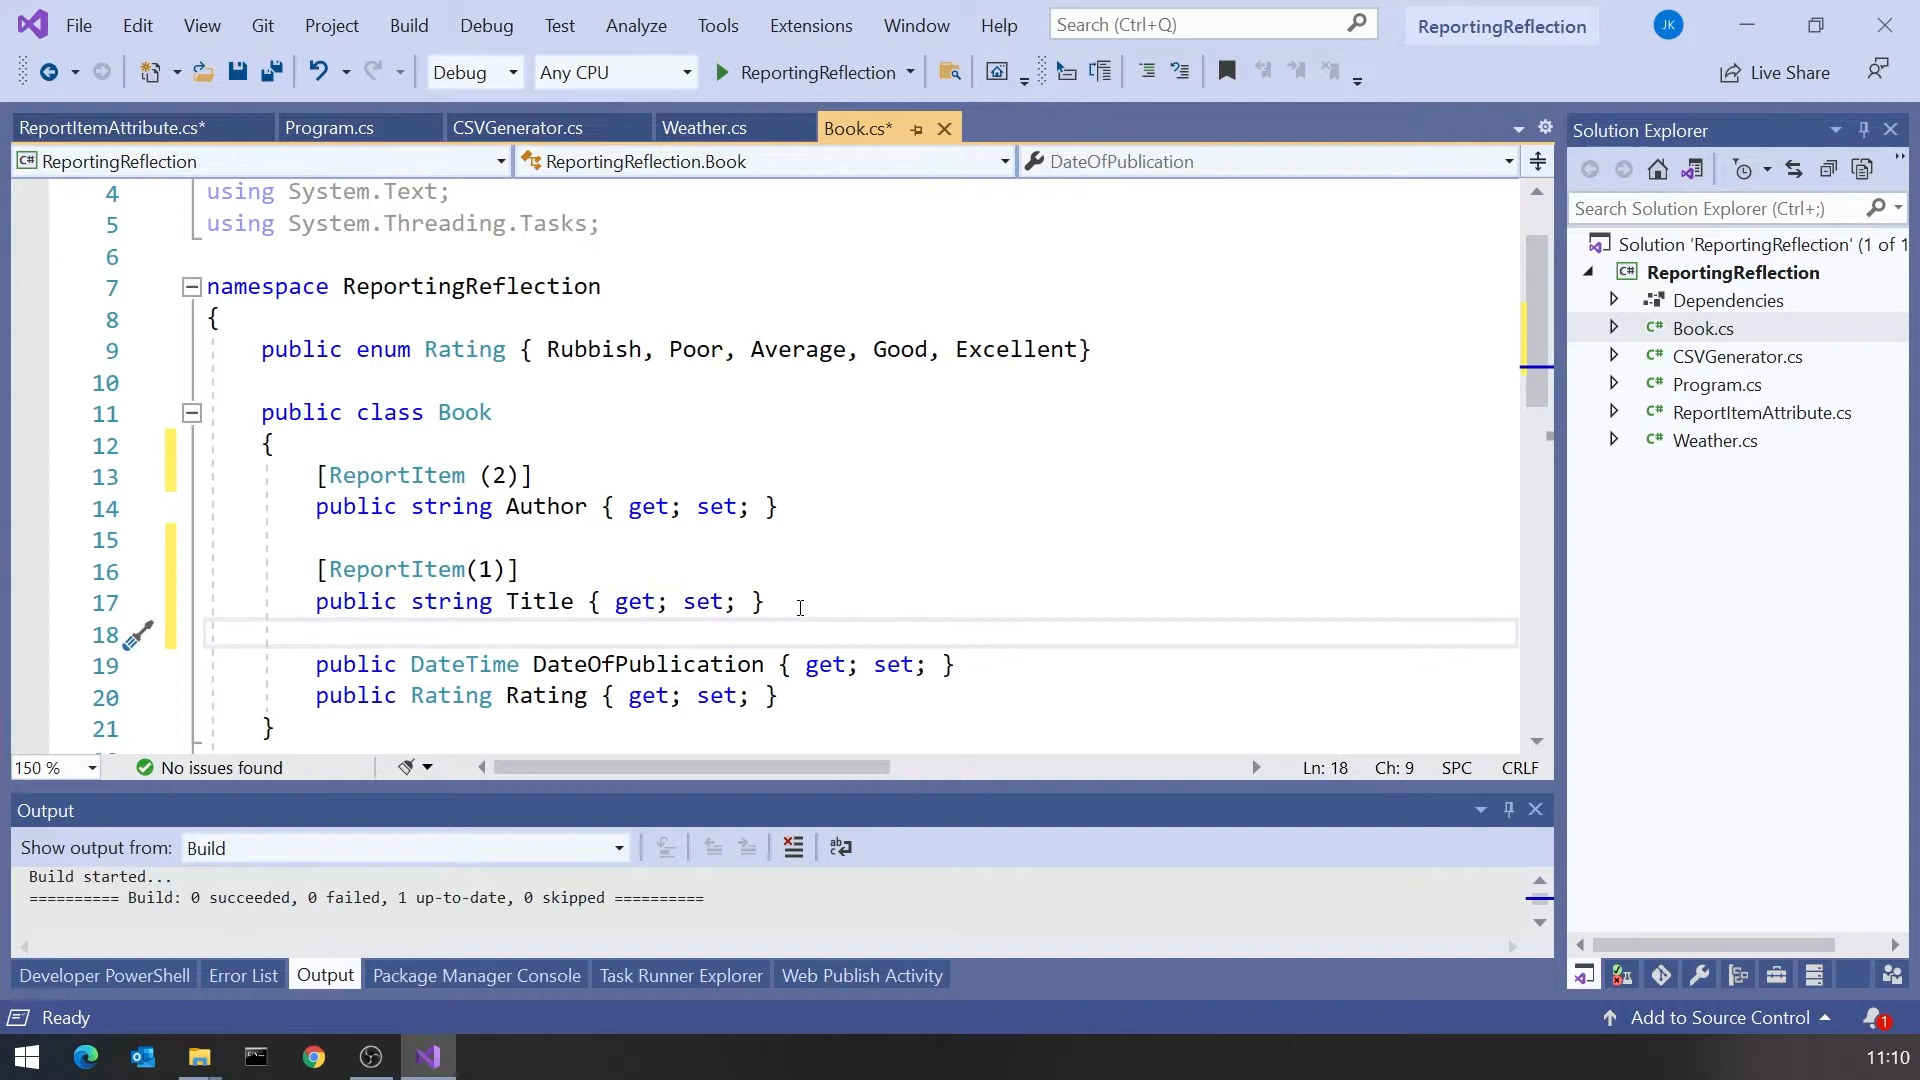 File Edit View Git Project Build Debug Test Analyze Tools Extensions Window Help Search (Ctrl+Q) ReportingReflection JK
Debug Any CPU ReportingReflection Live Share
ReportItemAttribute.cs* Program.cs CSVGenerator.cs Weather.cs Book.cs*
C# ReportingReflection ReportingReflection.Book DateOfPublication
4 using System.Text;
5 using System.Threading.Tasks;
6
7 namespace ReportingReflection
8 {
9 public enum Rating { Rubbish, Poor, Average, Good, Excellent}
10
11 public class Book
12 {
13 [ReportItem (2)]
14 public string Author { get; set; }
15
16 [ReportItem(1)]
17 public string Title { get; set; }
18
19 public DateTime DateOfPublication { get; set; }
20 public Rating Rating { get; set; }
21 }
150 % No issues found Ln: 18 Ch: 9 SPC CRLF
Output
Show output from: Build
Build started...
========== Build: 0 succeeded, 0 failed, 1 up-to-date, 0 skipped ==========
Developer PowerShell Error List Output Package Manager Console Task Runner Explorer Web Publish Activity
Solution Explorer
Search Solution Explorer (Ctrl+;)
Solution 'ReportingReflection' (1 of 1
C# ReportingReflection
Dependencies
C# Book.cs
C# CSVGenerator.cs
C# Program.cs
C# ReportItemAttribute.cs
C# Weather.cs
Ready Add to Source Control 1
11:10